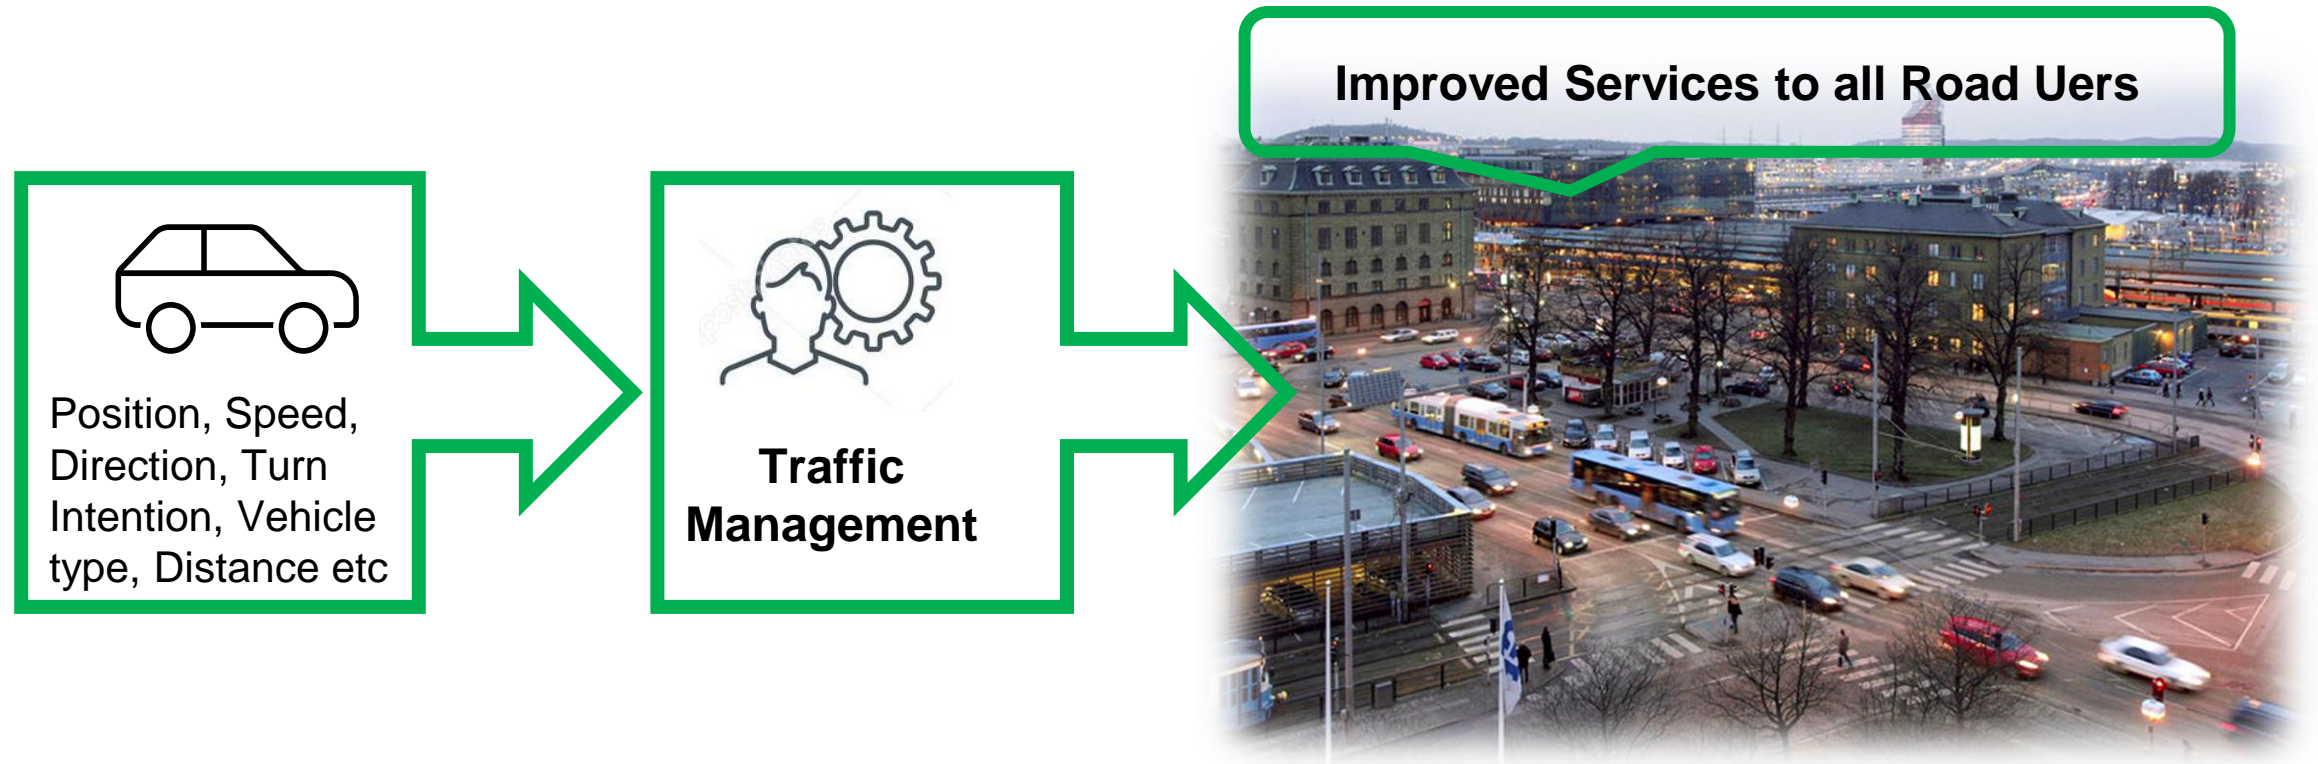 Improved Services to all Road Uers
Position, Speed,
Direction, Turn
Intention, Vehicle
type, Distance etc
Traffic
Management